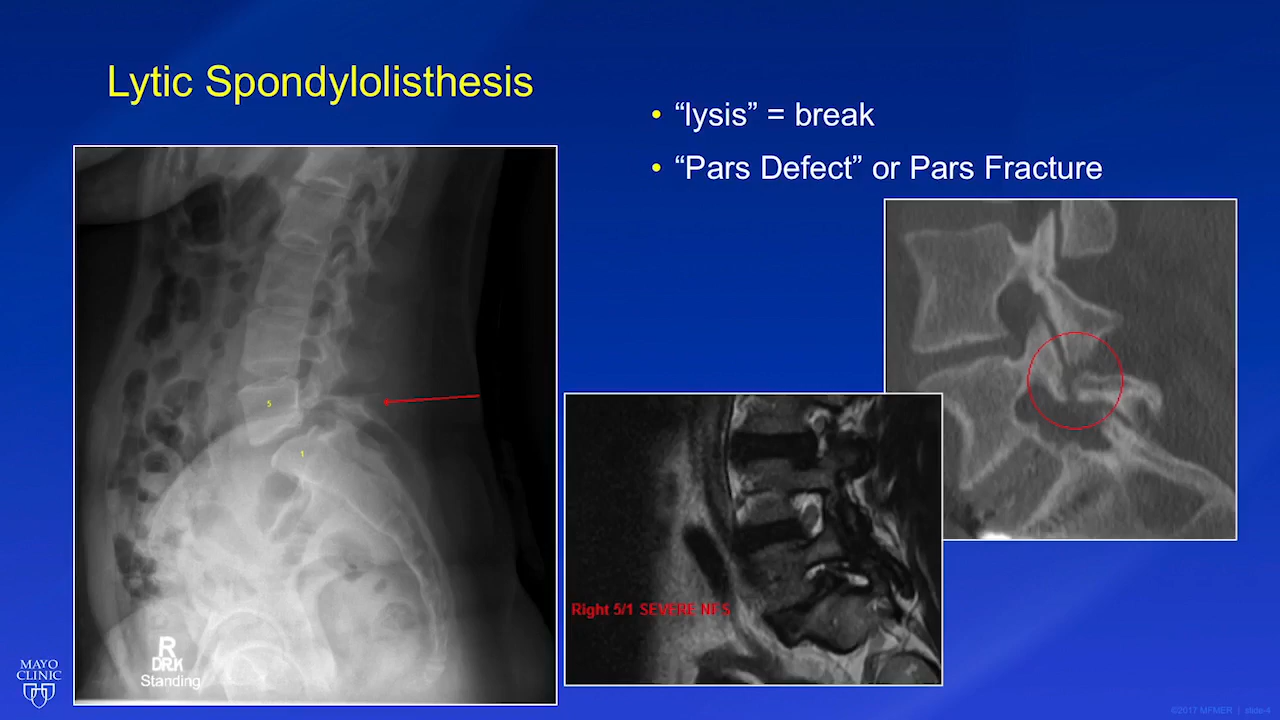 Lytic Spondylolisthesis
• “lysis” = break
• “Pars Defect” or Pars Fracture
5
1
Right 5/1 SEVERE NFS
R
DRK
Standing
MAYO
CLINIC
©2017 MFMER | slide-4